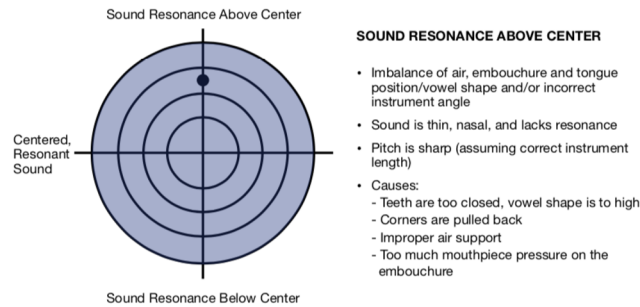 Sound Resonance Above Center
Centered,
Resonant
Sound
Sound Resonance Below Center
SOUND RESONANCE ABOVE CENTER
• Imbalance of air, embouchure and tongue
position/vowel shape and/or incorrect
instrument angle
• Sound is thin, nasal, and lacks resonance
• Pitch is sharp (assuming correct instrument
length)
• Causes:
- Teeth are too closed, vowel shape is to high
- Corners are pulled back
- Improper air support
- Too much mouthpiece pressure on the
embouchure